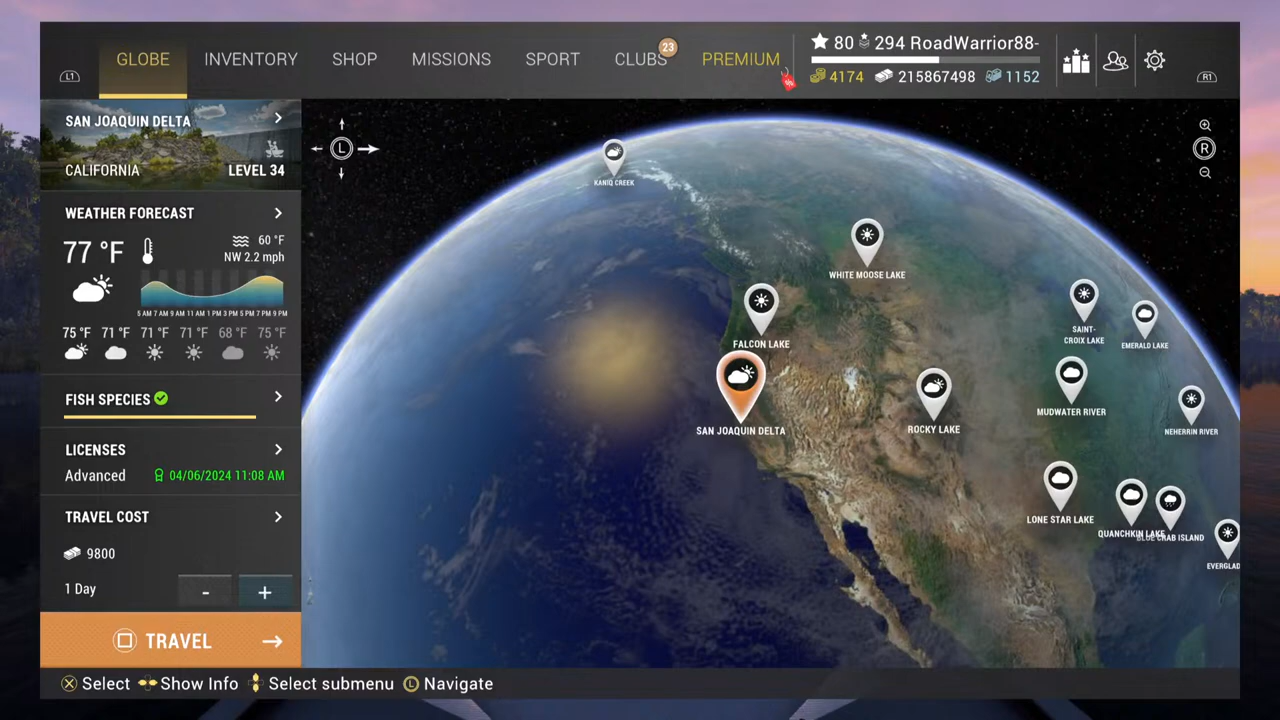 L1
GLOBE
INVENTORY
SHOP
MISSIONS
SPORT
CLUBS
23
PREMIUM
%
80 294 RoadWarrior88-
4174 215867498 1152
R1
SAN JOAQUIN DELTA
CALIFORNIA
LEVEL 34
WEATHER FORECAST
77 °F
60 °F
NW 2.2 mph
5 AM 7 AM 9 AM 11 AM 1 PM 3 PM 5 PM 7 PM 9 PM
75 °F 71 °F 71 °F 71 °F 68 °F 75 °F
FISH SPECIES
LICENSES
Advanced 04/06/2024 11:08 AM
TRAVEL COST
9800
1 Day - +
TRAVEL
L
R
KANIQ CREEK
WHITE MOOSE LAKE
FALCON LAKE
SAINT-
CROIX LAKE
EMERALD LAKE
SAN JOAQUIN DELTA
ROCKY LAKE
MUDWATER RIVER
NEHERRIN RIVER
LONE STAR LAKE
QUANCHKIN LAKE
BLUE CRAB ISLAND
EVERGLAD
Select Show Info Select submenu L Navigate